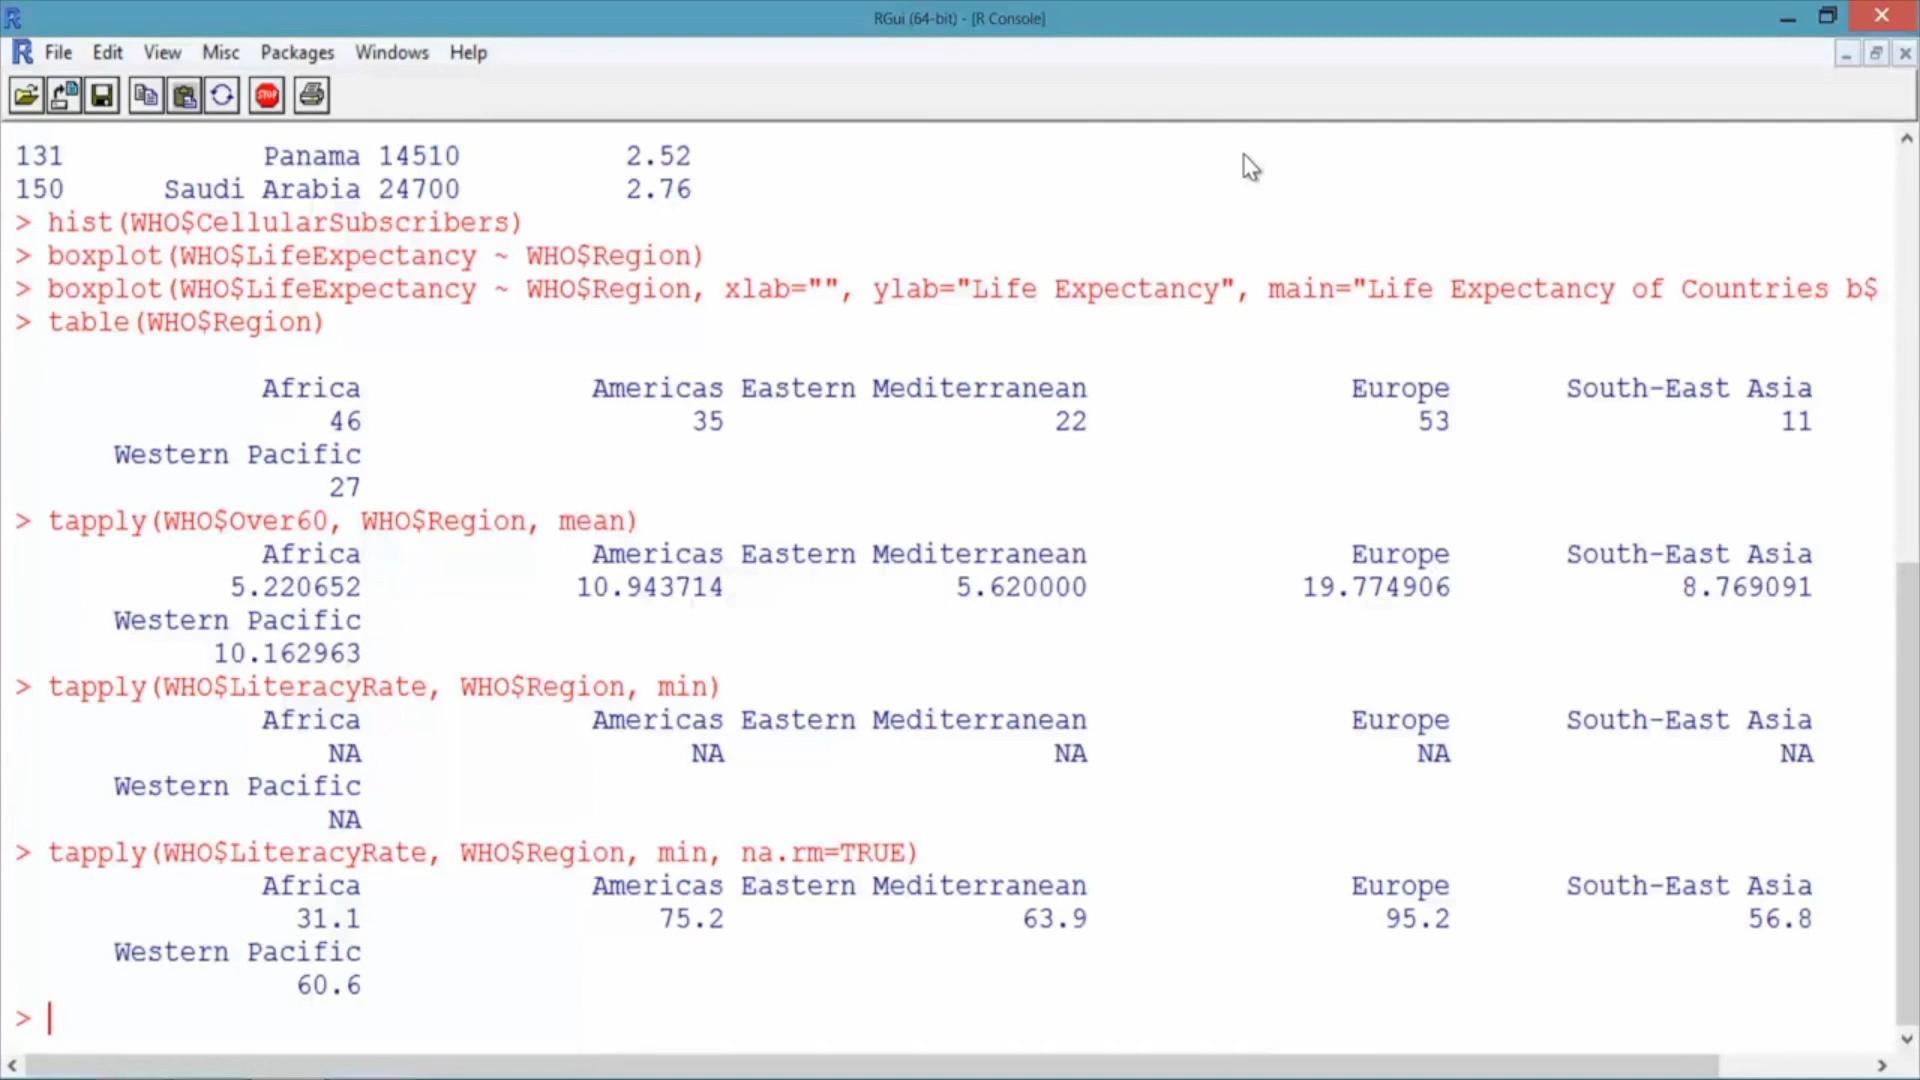 RGui (64-bit) - [R Console]
File Edit View Misc Packages Windows Help
STOP
131 Panama 14510 2.52
150 Saudi Arabia 24700 2.76
> hist(WHO$CellularSubscribers)
> boxplot(WHO$LifeExpectancy ~ WHO$Region)
> boxplot(WHO$LifeExpectancy ~ WHO$Region, xlab="", ylab="Life Expectancy", main="Life Expectancy of Countries b$
> table(WHO$Region)
Africa Americas Eastern Mediterranean Europe South-East Asia
46 35 22 53 11
Western Pacific
27
> tapply(WHO$Over60, WHO$Region, mean)
Africa Americas Eastern Mediterranean Europe South-East Asia
5.220652 10.943714 5.620000 19.774906 8.769091
Western Pacific
10.162963
> tapply(WHO$LiteracyRate, WHO$Region, min)
Africa Americas Eastern Mediterranean Europe South-East Asia
NA NA NA NA NA
Western Pacific
NA
> tapply(WHO$LiteracyRate, WHO$Region, min, na.rm=TRUE)
Africa Americas Eastern Mediterranean Europe South-East Asia
31.1 75.2 63.9 95.2 56.8
Western Pacific
60.6
>